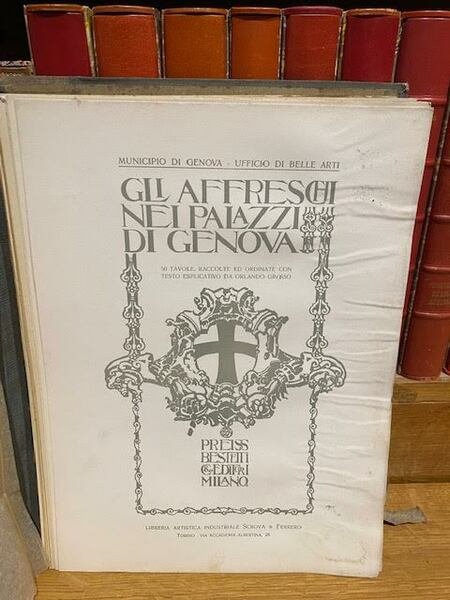 MUNICIPIO DI GENOVA - UFFICIO DI BELLE ARTI
GLI AFFRESCHI
NEI PALAZZI
DI GENOVA
50 TAVOLE, RACCOLTE ED ORDINATE CON
TESTO ESPLICATIVO DA ORLANDO GROSSO
PREISS
BESTETTI
EDITORI
MILANO
LIBRERIA ARTISTICA INDUSTRIALE SCIOVA & FERRERO
TORINO - VIA ACCADEMIA ALBERTINA, 28